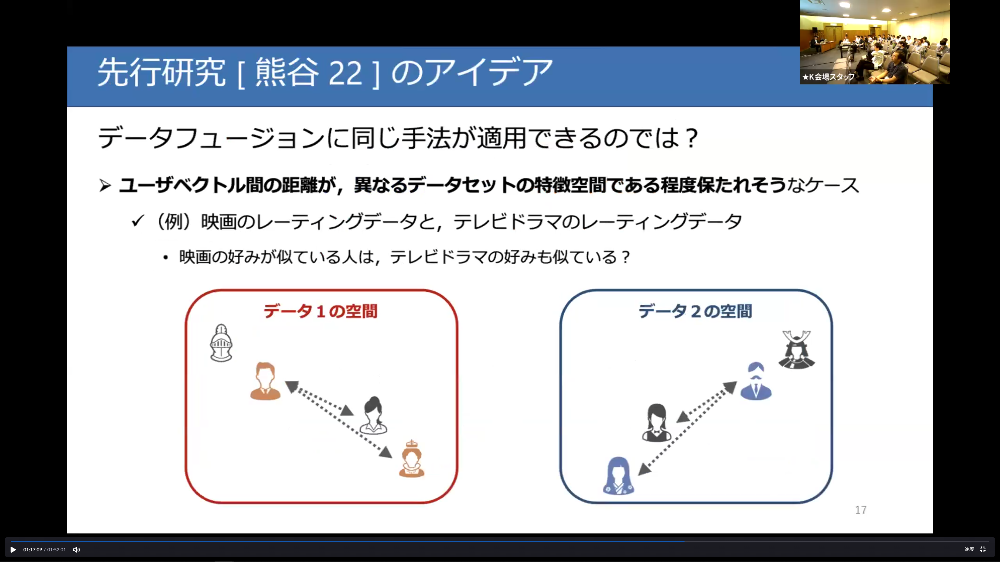 ★K会場スタッフ
先行研究 [ 熊谷 22 ] のアイデア
データフュージョンに同じ手法が適用できるのでは？
➢ ユーザベクトル間の距離が，異なるデータセットの特徴空間である程度保たれそうなケース
✓ （例）映画のレーティングデータと，テレビドラマのレーティングデータ
• 映画の好みが似ている人は，テレビドラマの好みも似ている？
データ１の空間
データ２の空間
17
01:17:09 / 01:52:01
速度